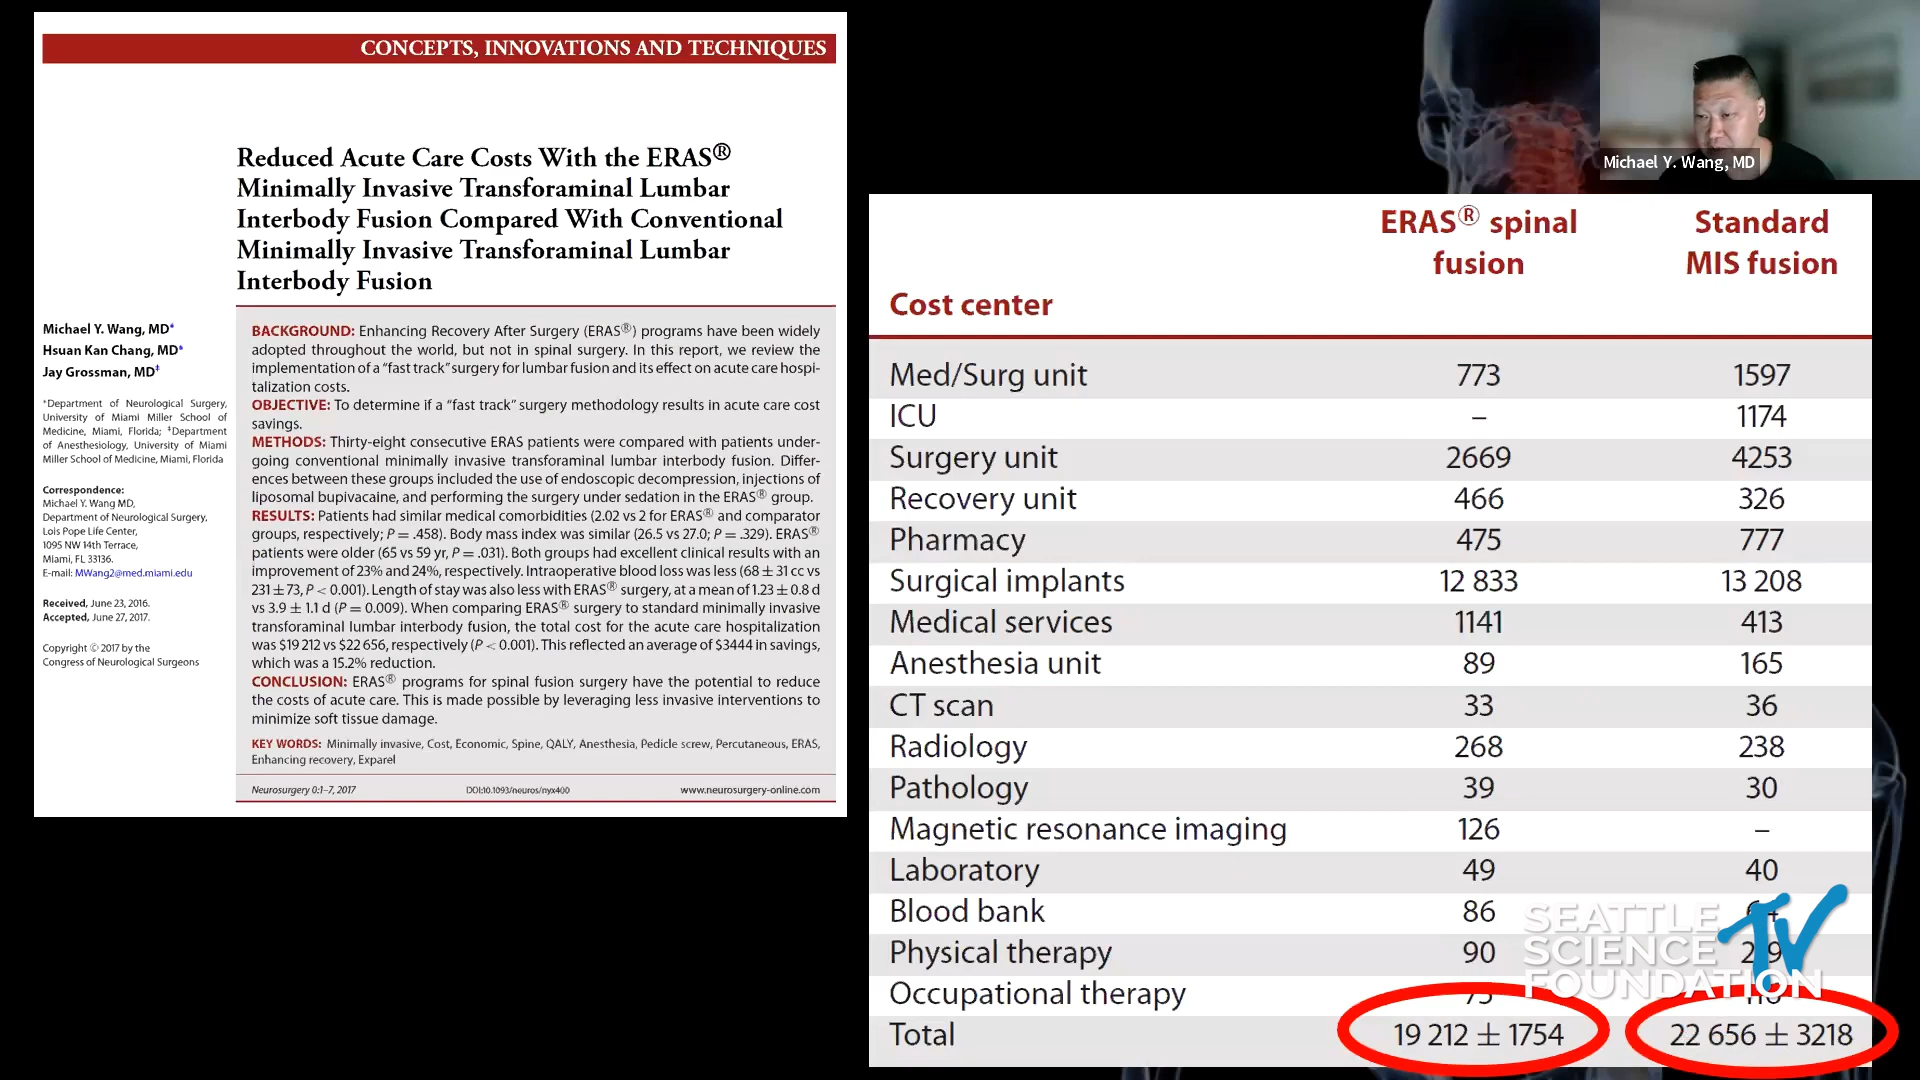 CONCEPTS, INNOVATIONS AND TECHNIQUES
Reduced Acute Care Costs With the ERAS®
Minimally Invasive Transforaminal Lumbar
Interbody Fusion Compared With Conventional
Minimally Invasive Transforaminal Lumbar
Interbody Fusion
Michael Y. Wang, MD*
Hsuan Kan Chang, MD*
Jay Grossman, MD‡
*Department of Neurological Surgery,
University of Miami Miller School of
Medicine, Miami, Florida; ‡Department
of Anesthesiology, University of Miami
Miller School of Medicine, Miami, Florida
Correspondence:
Michael Y. Wang MD,
Department of Neurological Surgery,
Lois Pope Life Center,
1095 NW 14th Terrace,
Miami, FL 33136.
E-mail: MWang2@med.miami.edu
Received, June 23, 2016.
Accepted, June 27, 2017.
Copyright © 2017 by the
Congress of Neurological Surgeons
BACKGROUND: Enhancing Recovery After Surgery (ERAS®) programs have been widely
adopted throughout the world, but not in spinal surgery. In this report, we review the
implementation of a “fast track” surgery for lumbar fusion and its effect on acute care hospi-
talization costs.
OBJECTIVE: To determine if a “fast track” surgery methodology results in acute care cost
savings.
METHODS: Thirty-eight consecutive ERAS patients were compared with patients under-
going conventional minimally invasive transforaminal lumbar interbody fusion. Differ-
ences between these groups included the use of endoscopic decompression, injections of
liposomal bupivacaine, and performing the surgery under sedation in the ERAS® group.
RESULTS: Patients had similar medical comorbidities (2.02 vs 2 for ERAS® and comparator
groups, respectively; P = .458). Body mass index was similar (26.5 vs 27.0; P = .329). ERAS®
patients were older (65 vs 59 yr, P = .031). Both groups had excellent clinical results with an
improvement of 23% and 24%, respectively. Intraoperative blood loss was less (68 ± 31 cc vs
231 ± 73, P < 0.001). Length of stay was also less with ERAS® surgery, at a mean of 1.23 ± 0.8 d
vs 3.9 ± 1.1 d (P = 0.009). When comparing ERAS® surgery to standard minimally invasive
transforaminal lumbar interbody fusion, the total cost for the acute care hospitalization
was $19 212 vs $22 656, respectively (P < 0.001). This reflected an average of $3444 in savings,
which was a 15.2% reduction.
CONCLUSION: ERAS® programs for spinal fusion surgery have the potential to reduce
the costs of acute care. This is made possible by leveraging less invasive interventions to
minimize soft tissue damage.
KEY WORDS: Minimally invasive, Cost, Economic, Spine, QALY, Anesthesia, Pedicle screw, Percutaneous, ERAS,
Enhancing recovery, Exparel
Neurosurgery 0:1–7, 2017 DOI:10.1093/neuros/nyx400 www.neurosurgery-online.com
Michael Y. Wang, MD
ERAS® spinal Standard
fusion MIS fusion
Cost center
Med/Surg unit 773 1597
ICU – 1174
Surgery unit 2669 4253
Recovery unit 466 326
Pharmacy 475 777
Surgical implants 12 833 13 208
Medical services 1141 413
Anesthesia unit 89 165
CT scan 33 36
Radiology 268 238
Pathology 39 30
Magnetic resonance imaging 126 –
Laboratory 49 40
Blood bank 86
Physical therapy 90
Occupational therapy
Total 19 212 ± 1754 22 656 ± 3218
SEATTLE
SCIENCE TV
FOUNDATION